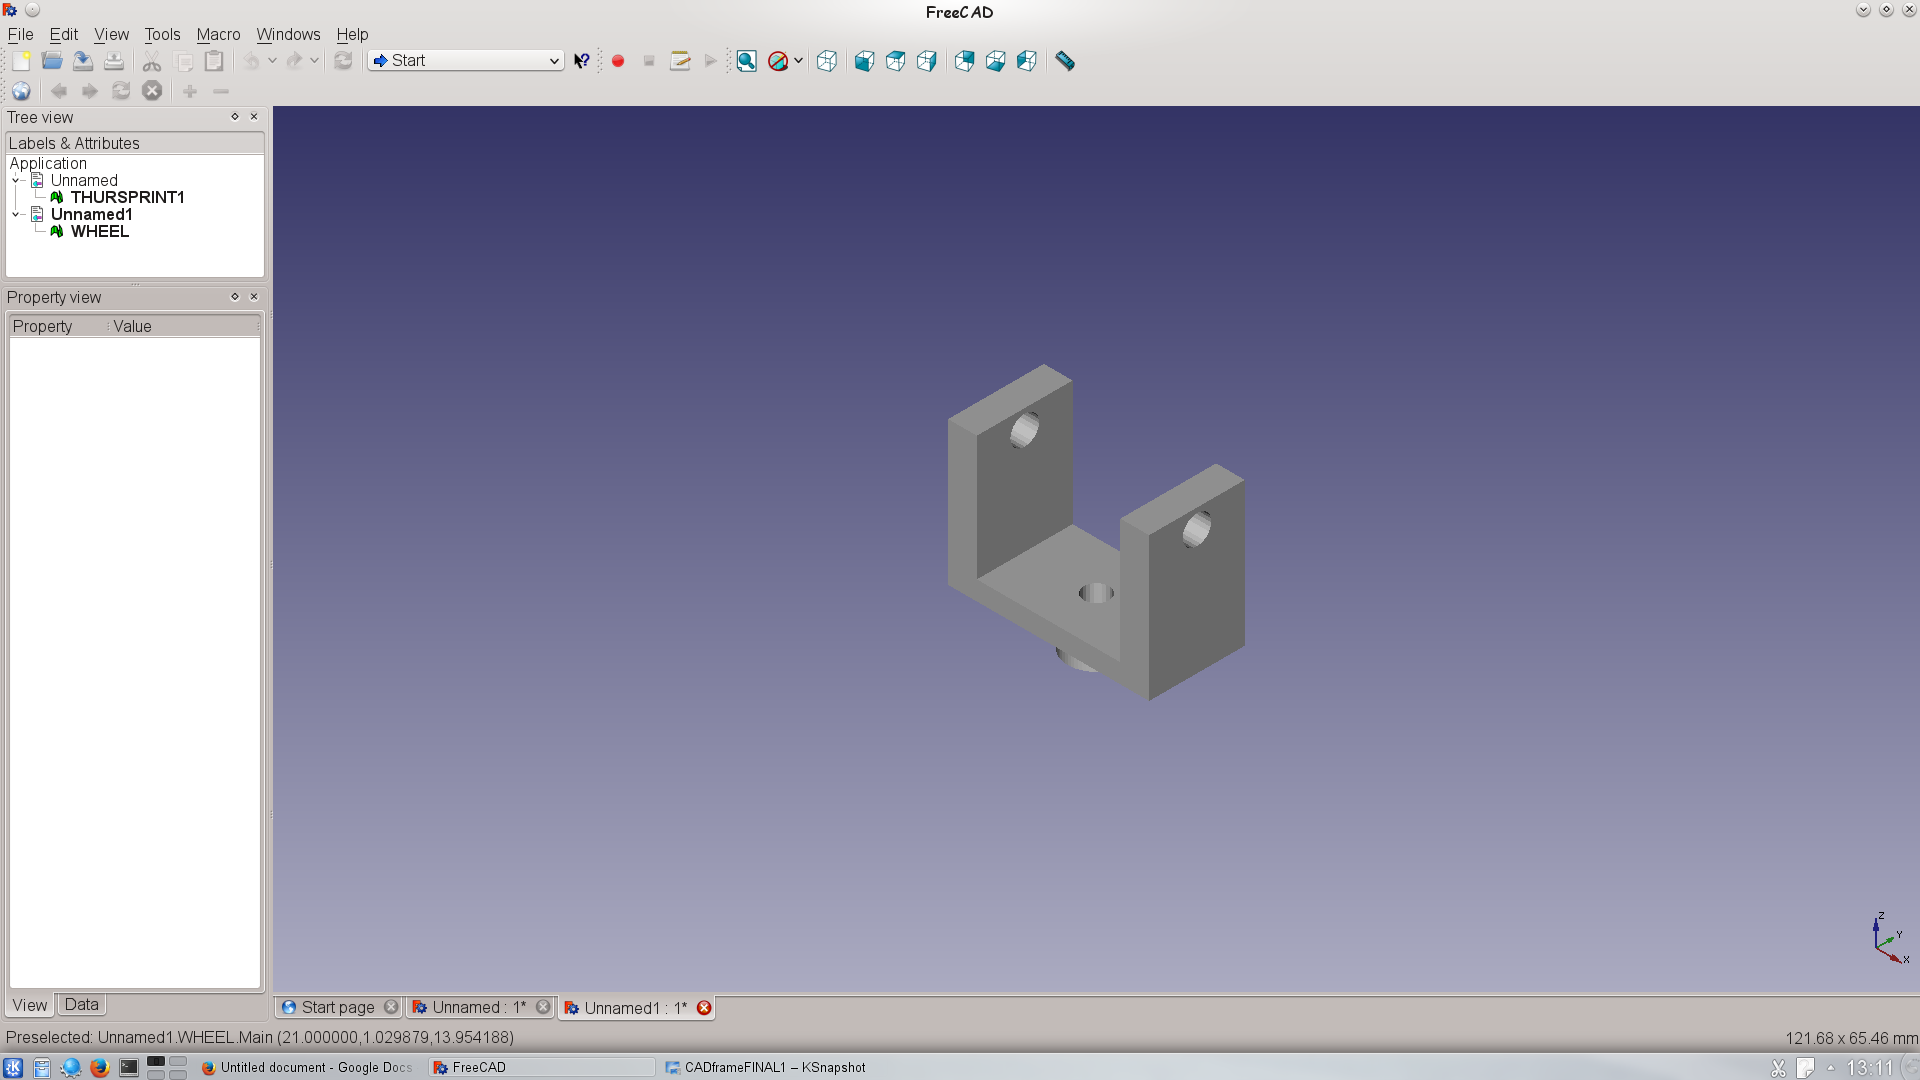 FreeCAD
File Edit View Tools Macro Windows Help
Start
Tree view
Labels & Attributes
Application
Unnamed
THURSPRINT1
Unnamed1
WHEEL
Property view
Property Value
Z
Y
X
View Data
Start page Unnamed : 1* Unnamed1 : 1*
Preselected: Unnamed1.WHEEL.Main (21.000000,1.029879,13.954188) 121.68 x 65.46 mm
Untitled document - Google Docs FreeCAD CADframeFINAL1 – KSnapshot 13:11